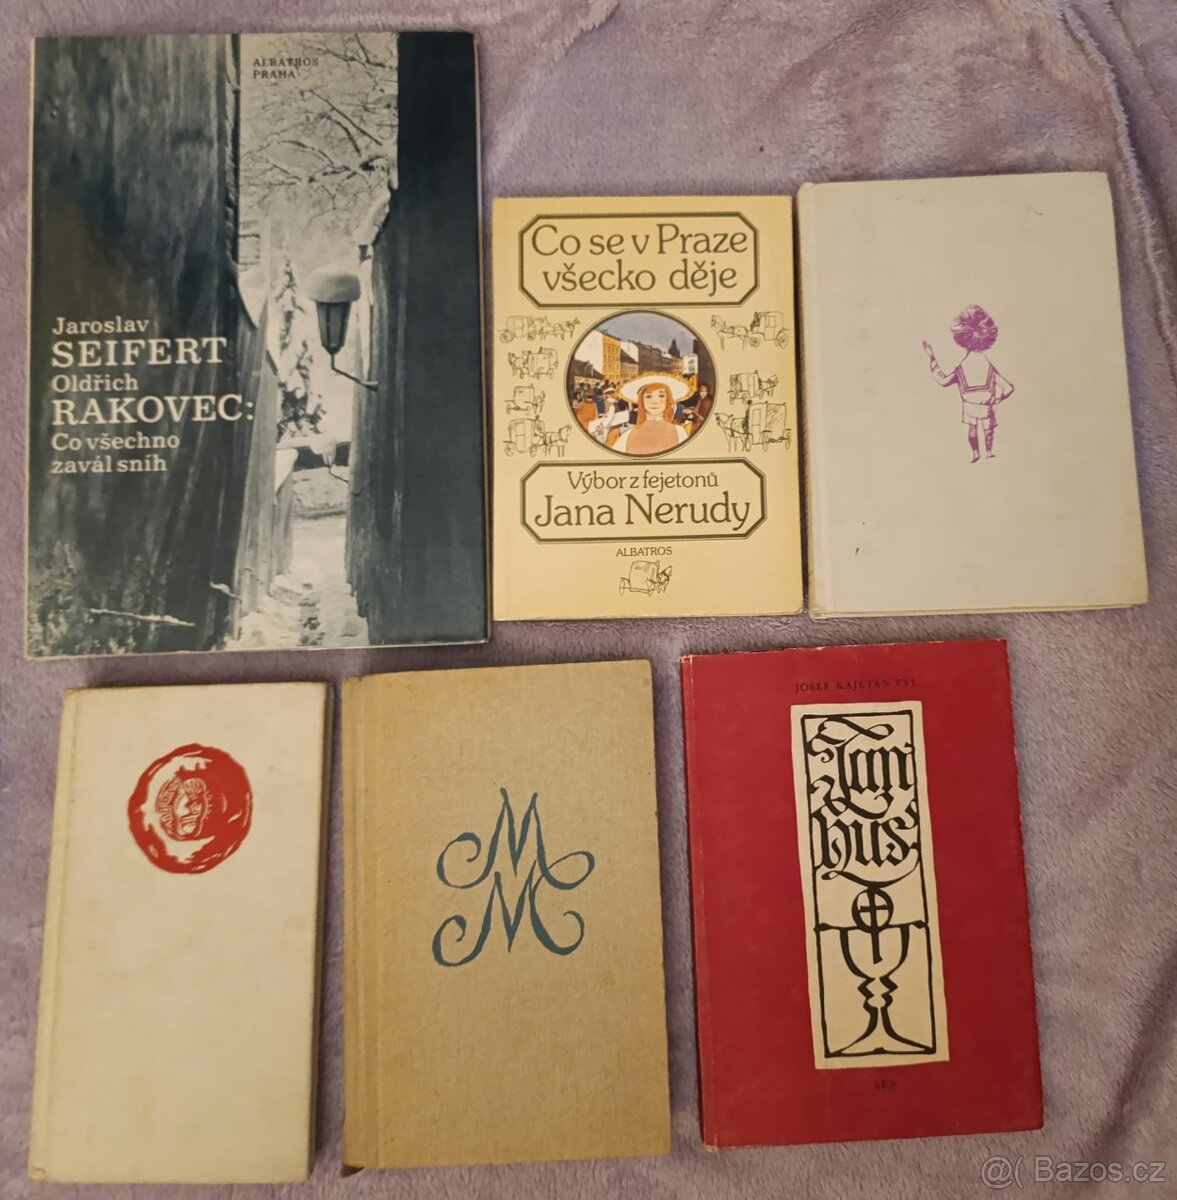 ALBATROS
PRAHA
Jaroslav
SEIFERT
Oldřich
RAKOVEC:
Co všechno
zavál sníh
Co se v Praze
všecko děje
Výbor z fejetonů
Jana Nerudy
ALBATROS
M
M
JOSEF KAJETÁN TYL
Jan
hus
SPN
@( Bazos.cz